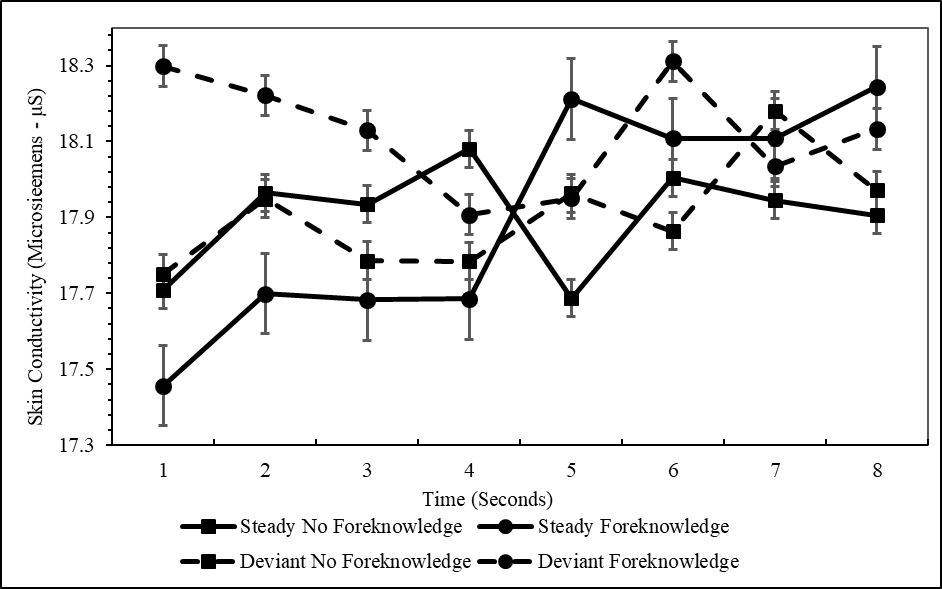 18.3
18.1
17.9
17.7
17.5
17.3
Skin Conductivity (Microsieemens - µS)
1 2 3 4 5 6 7 8
Time (Seconds)
Steady No Foreknowledge Steady Foreknowledge
Deviant No Foreknowledge Deviant Foreknowledge